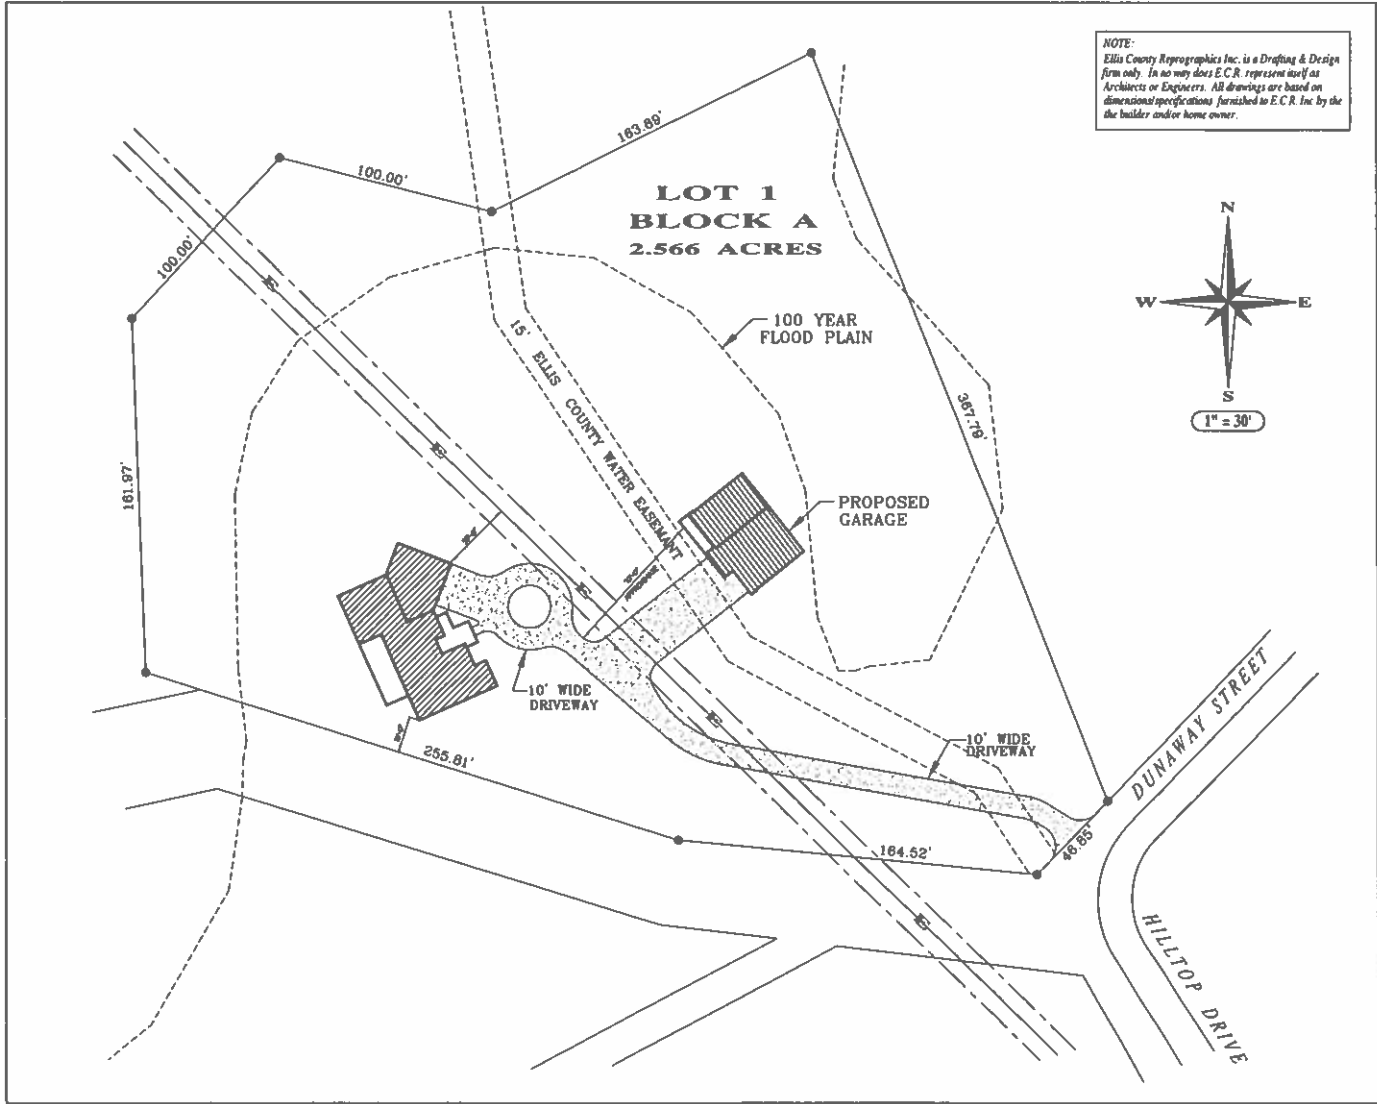 NOTE:
Ellis County Reprographics Inc. is a Drafting & Design
firm only. In no way does E.C.R. represent itself as
Architects or Engineers. All drawings are based on
dimensions/specifications furnished to E.C.R. Inc by the
the builder and/or home owner.
163.69'
100.00'
LOT 1
BLOCK A
2.566 ACRES
N
W
E
S
1" = 30'
100.00'
E
100 YEAR
FLOOD PLAIN
15' ELLIS COUNTY WATER EASEMANT
367.79'
E
161.97'
PROPOSED
GARAGE
E
10' WIDE
DRIVEWAY
E
10' WIDE
DRIVEWAY
255.81'
164.52'
46.85'
E
DUNAWAY STREET
HILLTOP DRIVE